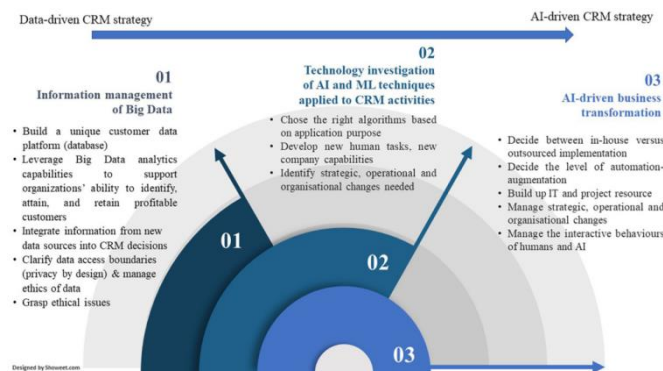 Data-driven CRM strategy
AI-driven CRM strategy
01
Information management
of Big Data
• Build a unique customer data
platform (database)
• Leverage Big Data analytics
capabilities to support
organizations' ability to identify,
attain, and retain profitable
customers
• Integrate information from new
data sources into CRM decisions
• Clarify data access boundaries
(privacy by design) & manage
ethics of data
• Grasp ethical issues
02
Technology investigation
of AI and ML techniques
applied to CRM activities
• Chose the right algorithms based
on application purpose
• Develop new human tasks, new
company capabilities
• Identify strategic, operational and
organisational changes needed
03
AI-driven business
transformation
• Decide between in-house versus
outsourced implementation
• Decide the level of automation-
augmentation
• Build up IT and project resource
• Manage strategic, operational and
organisational changes
• Manage the interactive behaviours
of humans and AI
01
02
03
Designed by Showeet.com